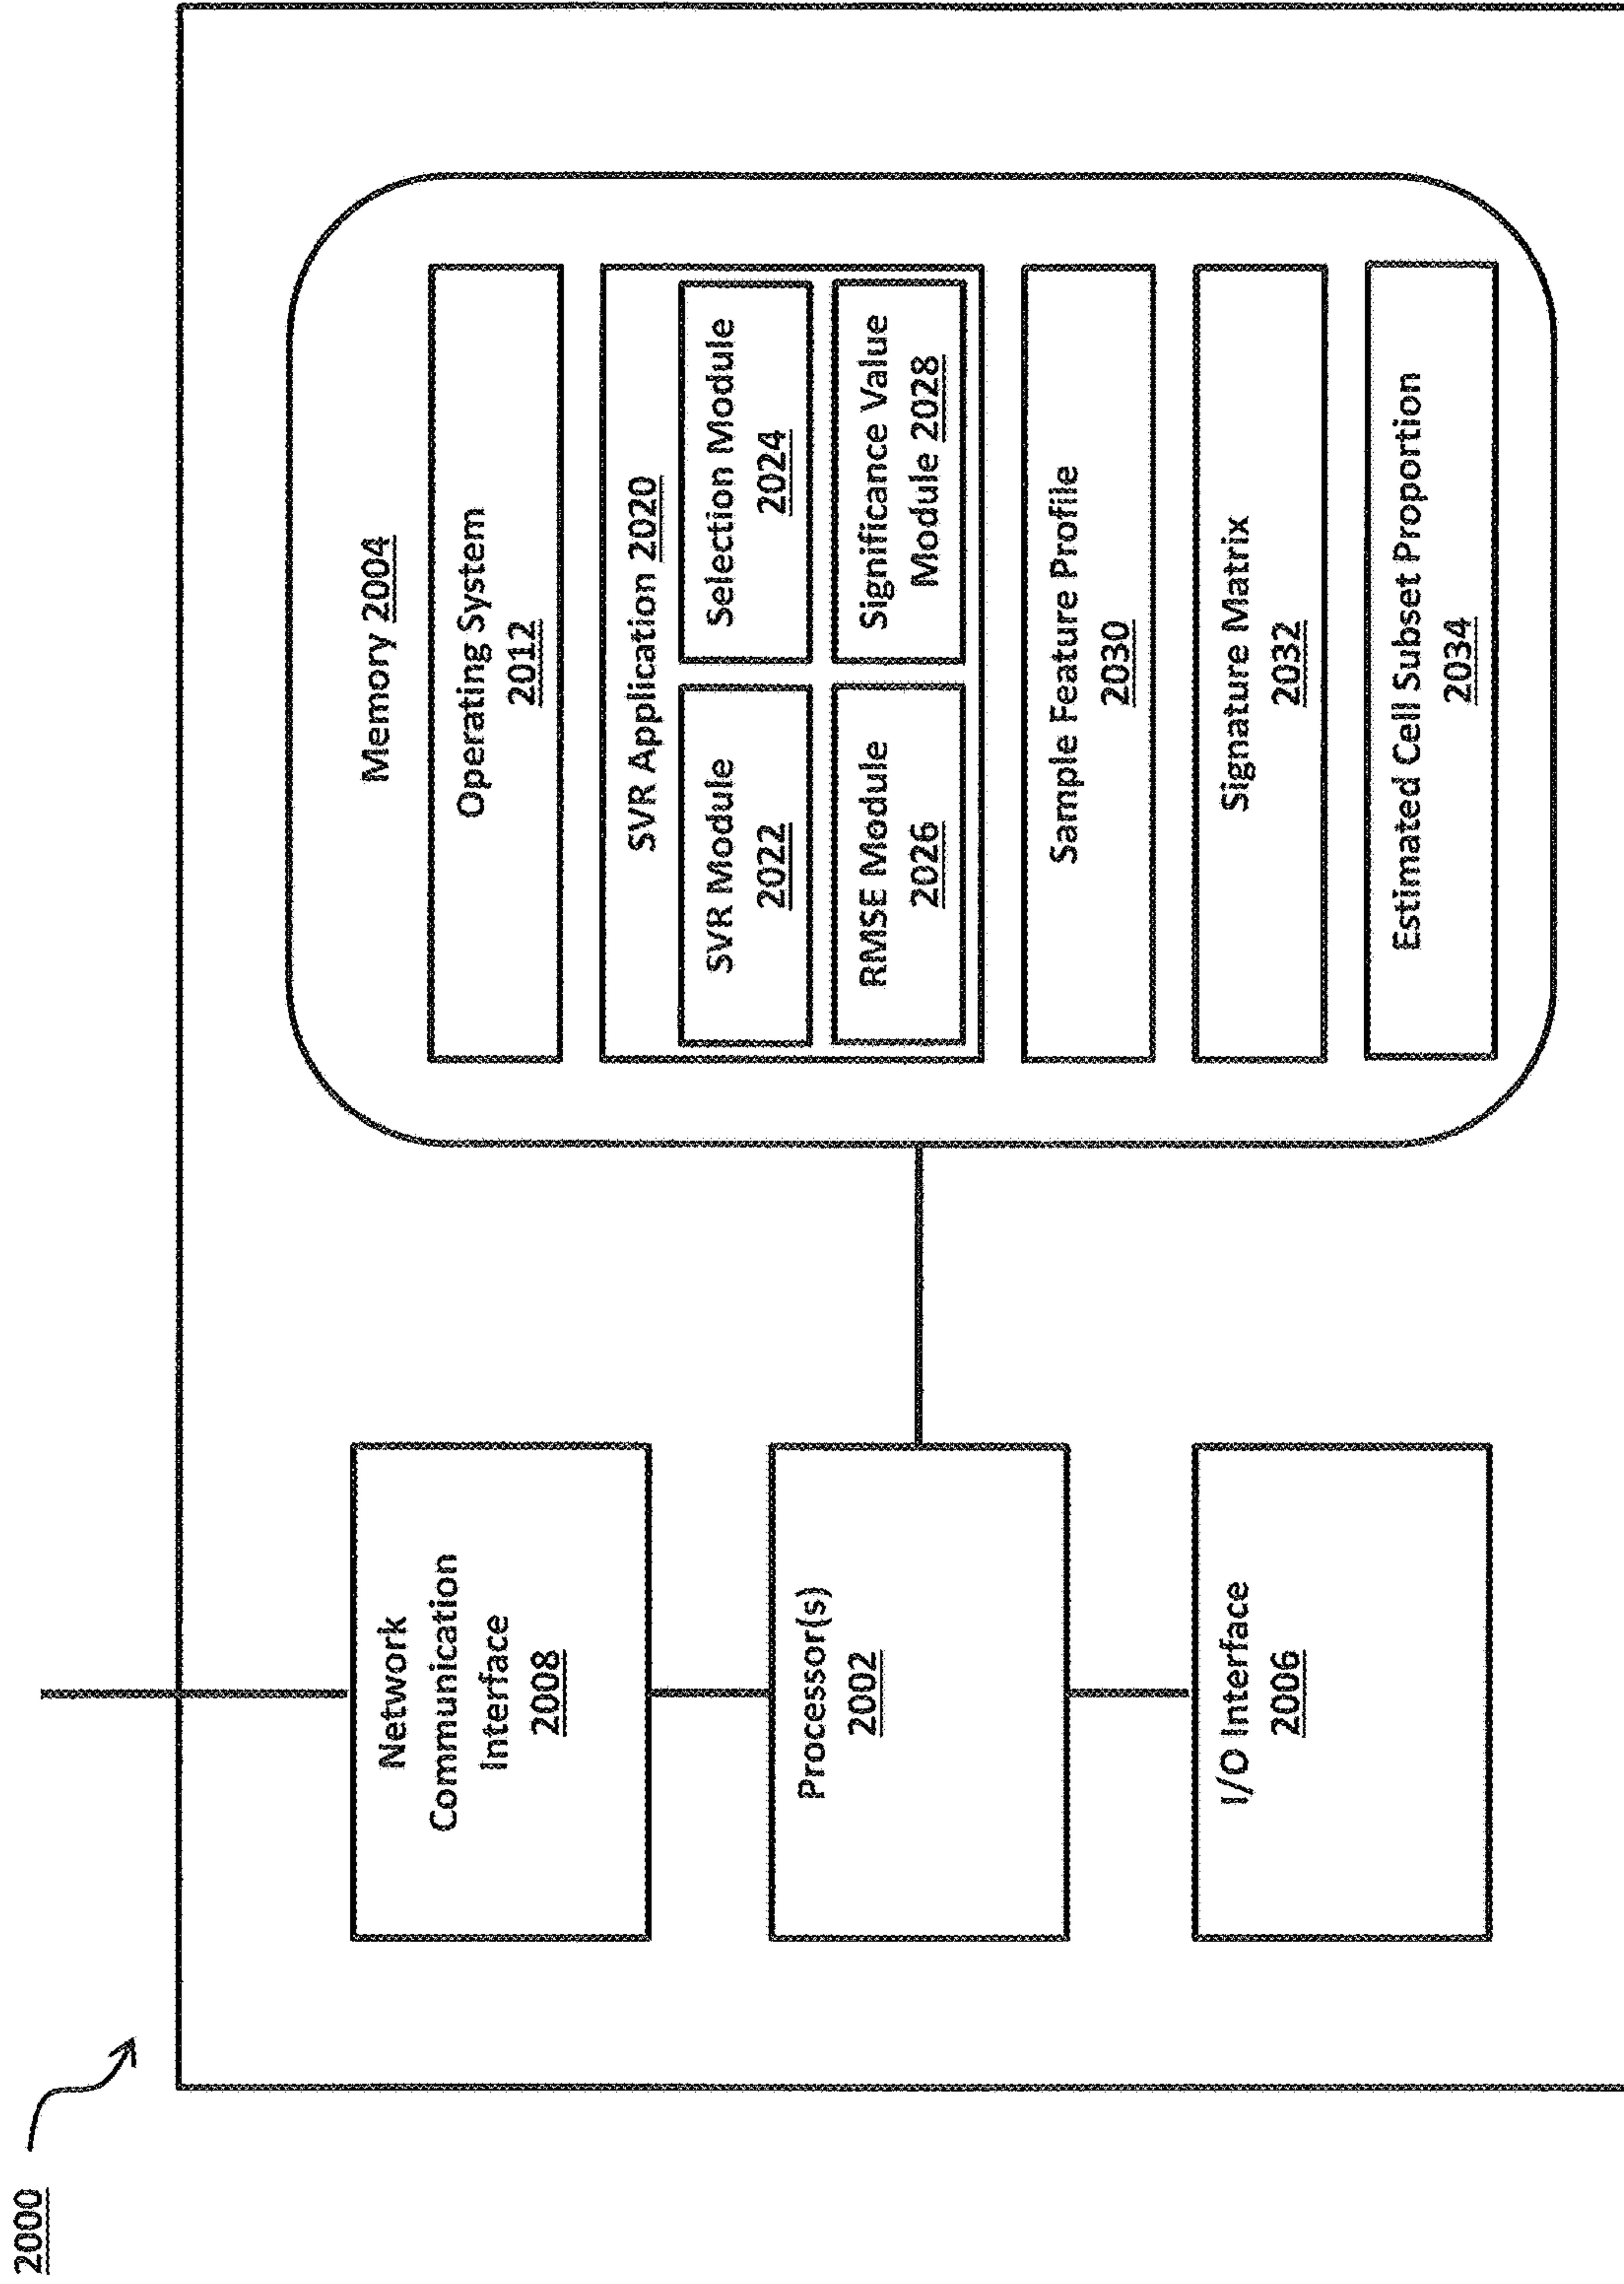 2000
Network
Communication
Interface
2008
Processor(s)
2002
I/O Interface
2006
Memory 2004
Operating System
2012
SVR Application 2020
SVR Module
2022
Selection Module
2024
RMSE Module
2026
Significance Value
Module 2028
Sample Feature Profile
2030
Signature Matrix
2032
Estimated Cell Subset Proportion
2034